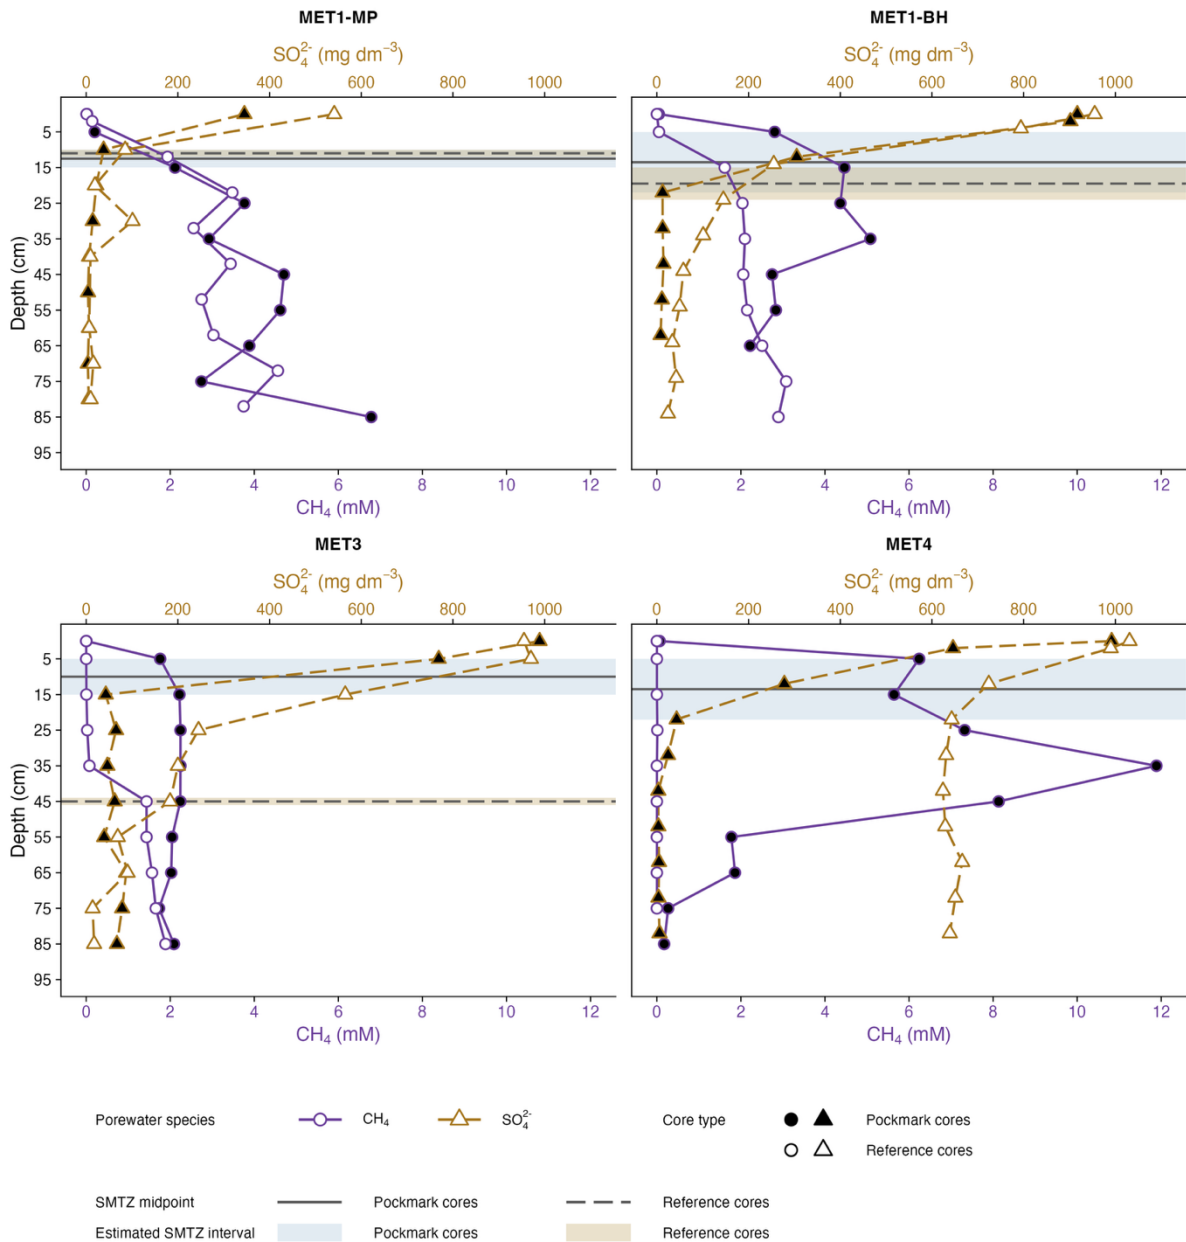 MET1-MP
MET1-BH
SO₄²⁻ (mg dm⁻³)
SO₄²⁻ (mg dm⁻³)
0 200 400 600 800 1000
0 200 400 600 800 1000
Depth (cm)
5
15
25
35
45
55
65
75
85
95
0 2 4 6 8 10 12
0 2 4 6 8 10 12
CH₄ (mM)
CH₄ (mM)
MET3
MET4
SO₄²⁻ (mg dm⁻³)
SO₄²⁻ (mg dm⁻³)
0 200 400 600 800 1000
0 200 400 600 800 1000
Depth (cm)
5
15
25
35
45
55
65
75
85
95
0 2 4 6 8 10 12
0 2 4 6 8 10 12
CH₄ (mM)
CH₄ (mM)
Porewater species CH₄ SO₄²⁻ Core type Pockmark cores
Reference cores
SMTZ midpoint Pockmark cores Reference cores
Estimated SMTZ interval Pockmark cores Reference cores